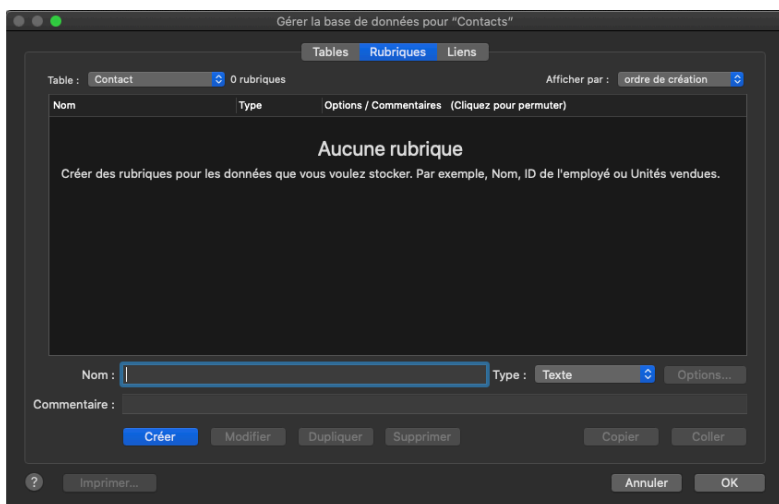 Gérer la base de données pour “Contacts”
Tables Rubriques Liens
Table : Contact 0 rubriques Afficher par : ordre de création
Nom Type Options / Commentaires (Cliquez pour permuter)
Aucune rubrique
Créer des rubriques pour les données que vous voulez stocker. Par exemple, Nom, ID de l'employé ou Unités vendues.
Nom : Type : Texte Options...
Commentaire :
Créer Modifier Dupliquer Supprimer Copier Coller
? Imprimer... Annuler OK